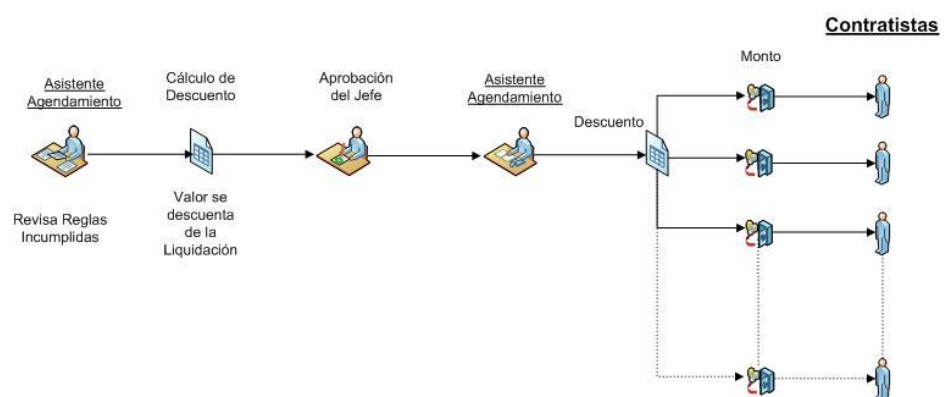 Contratistas
Asistente
Agendamiento
Cálculo de
Descuento
Aprobación
del Jefe
Asistente
Agendamiento
Monto
Descuento
Revisa Reglas
Incumplidas
Valor se
descuenta
de la
Liquidación